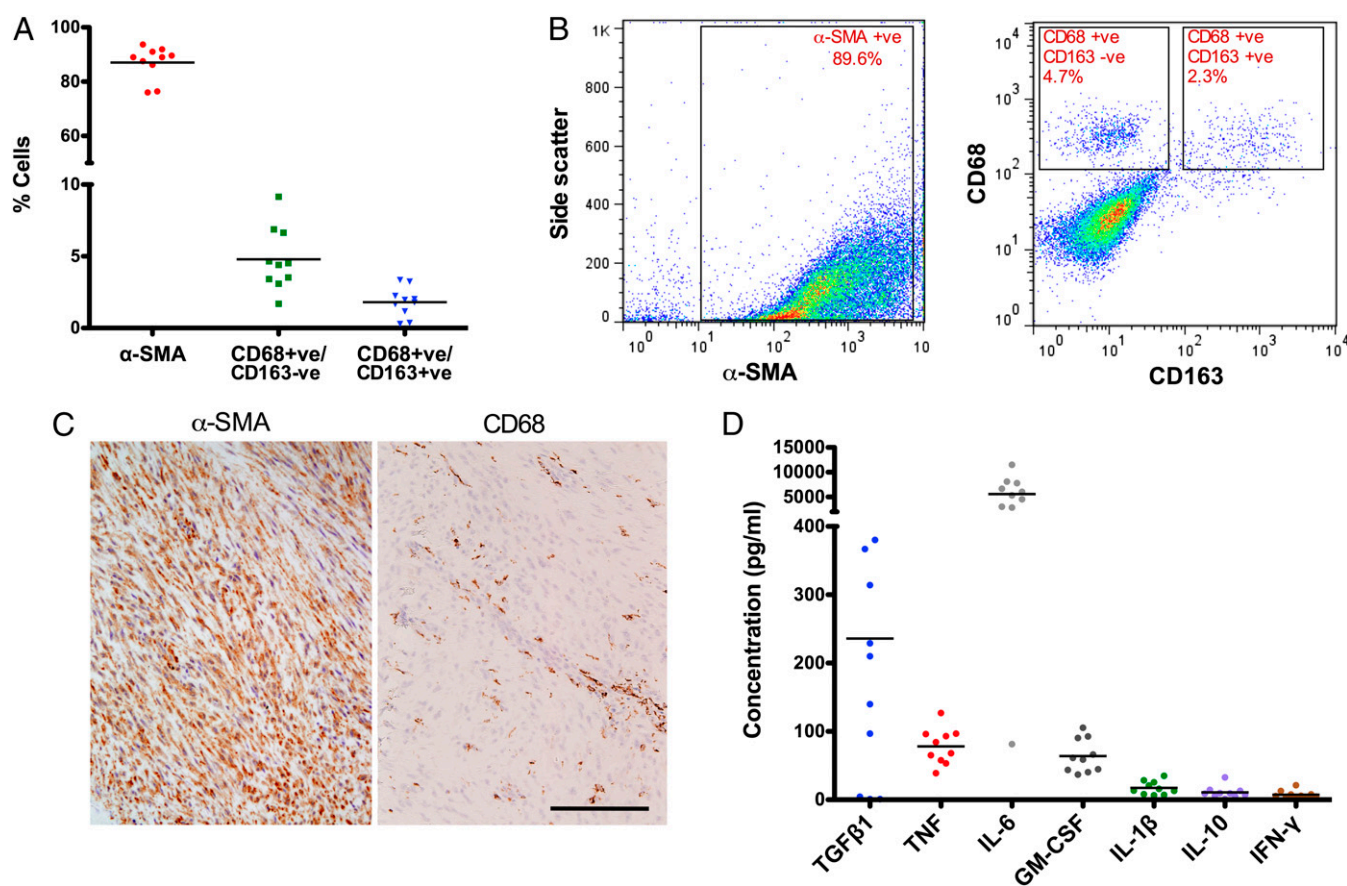 A
% Cells
100
80
60
10
5
0
α-SMA
CD68+ve/
CD163-ve
CD68+ve/
CD163+ve
B
Side scatter
1K
800
600
400
200
0
α-SMA +ve
89.6%
10⁰
10¹
10²
10³
10⁴
α-SMA
CD68
10⁴
10³
10²
10¹
10⁰
CD68 +ve
CD163 -ve
4.7%
CD68 +ve
CD163 +ve
2.3%
10⁰
10¹
10²
10³
10⁴
CD163
C
α-SMA
CD68
D
Concentration (pg/ml)
15000
10000
5000
400
300
200
100
0
TGFβ1
TNF
IL-6
GM-CSF
IL-1β
IL-10
IFN-γ